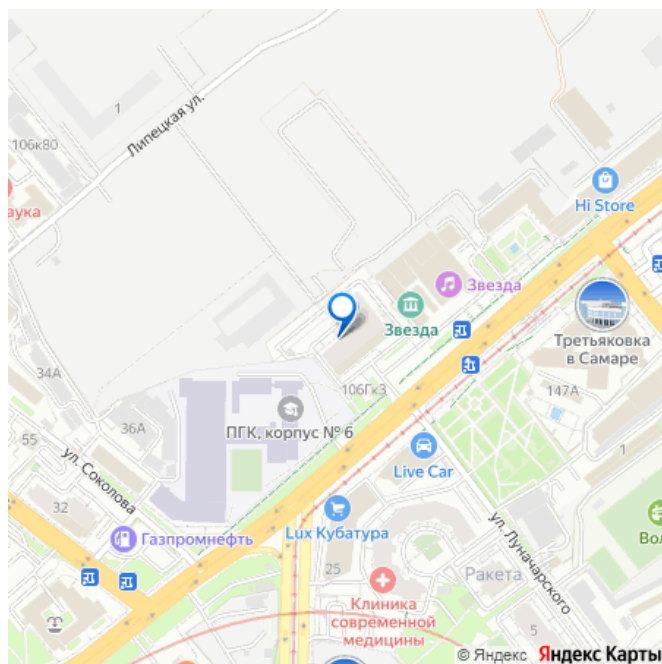 1
Липецкая ул.
106к80
аука
Hi Store
Звезда
Звезда
Третьяковка
в Самаре
34А
106Гк3
147А
36А
ПГК, корпус № 6
55
ул. Соколова
1
32
Live Car
Газпромнефть
Lux Кубатура
ул. Луначарского
Вол
25
Ракета
Клиника
современной
медицины
5
© Яндекс Яндекс Карты